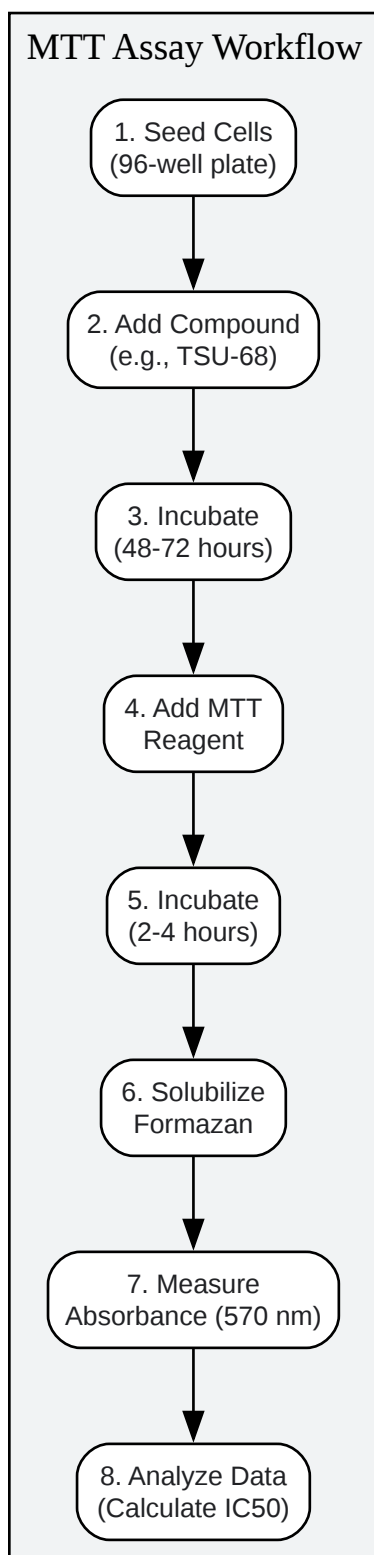 MTT Assay Workflow
1. Seed Cells
(96-well plate)
2. Add Compound
(e.g., TSU-68)
3. Incubate
(48-72 hours)
4. Add MTT
Reagent
5. Incubate
(2-4 hours)
6. Solubilize
Formazan
7. Measure
Absorbance (570 nm)
8. Analyze Data
(Calculate IC50)